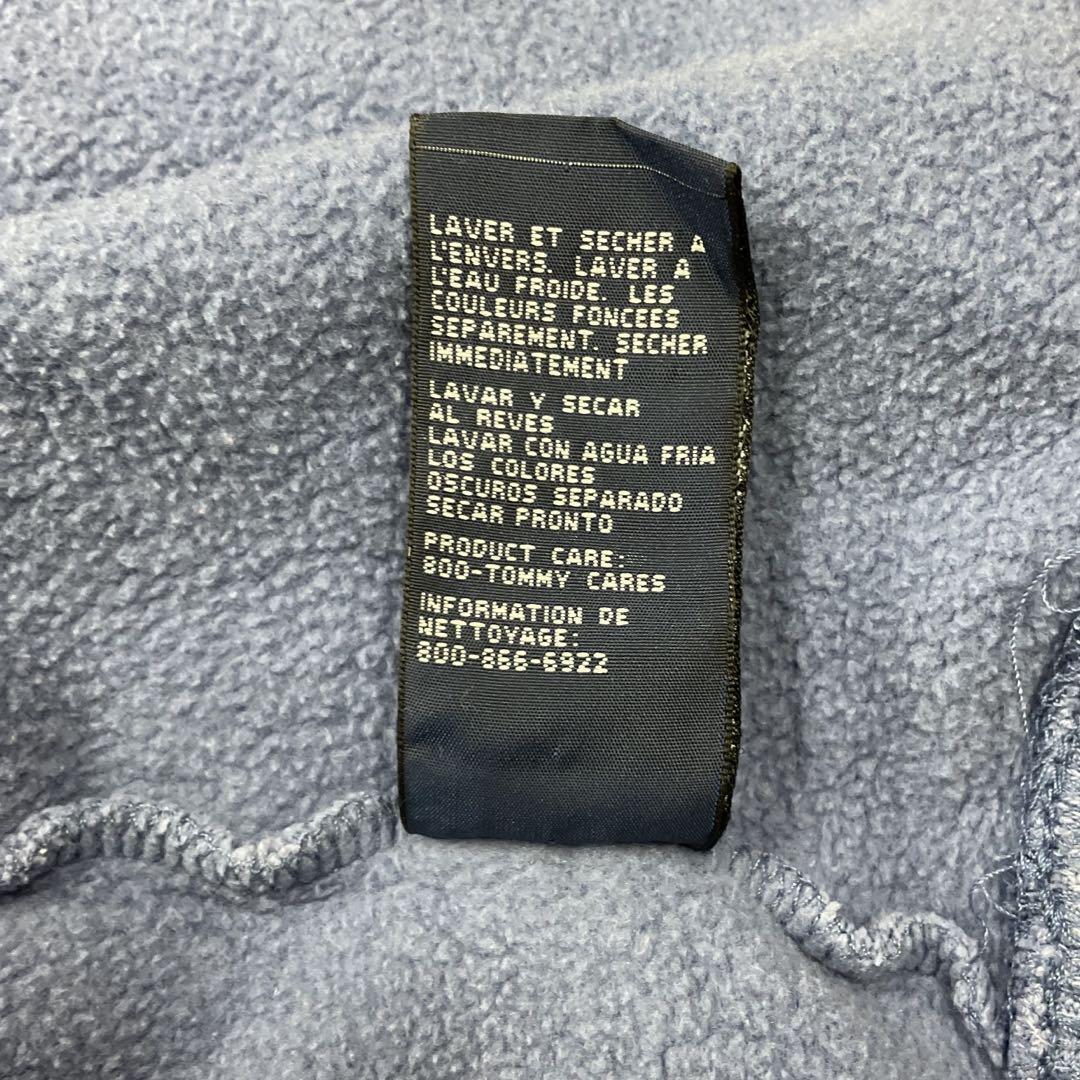 LAVER ET SECHER A
L'ENVERS. LAVER A
L'EAU FROIDE. LES
COULEURS FONCEES
SEPAREMENT. SECHER
IMMEDIATEMENT
LAVAR Y SECAR
AL REVES
LAVAR CON AGUA FRIA
LOS COLORES
OSCUROS SEPARADO
SECAR PRONTO
PRODUCT CARE:
800-TOMMY CARES
INFORMATION DE
NETTOYAGE:
800-866-6922